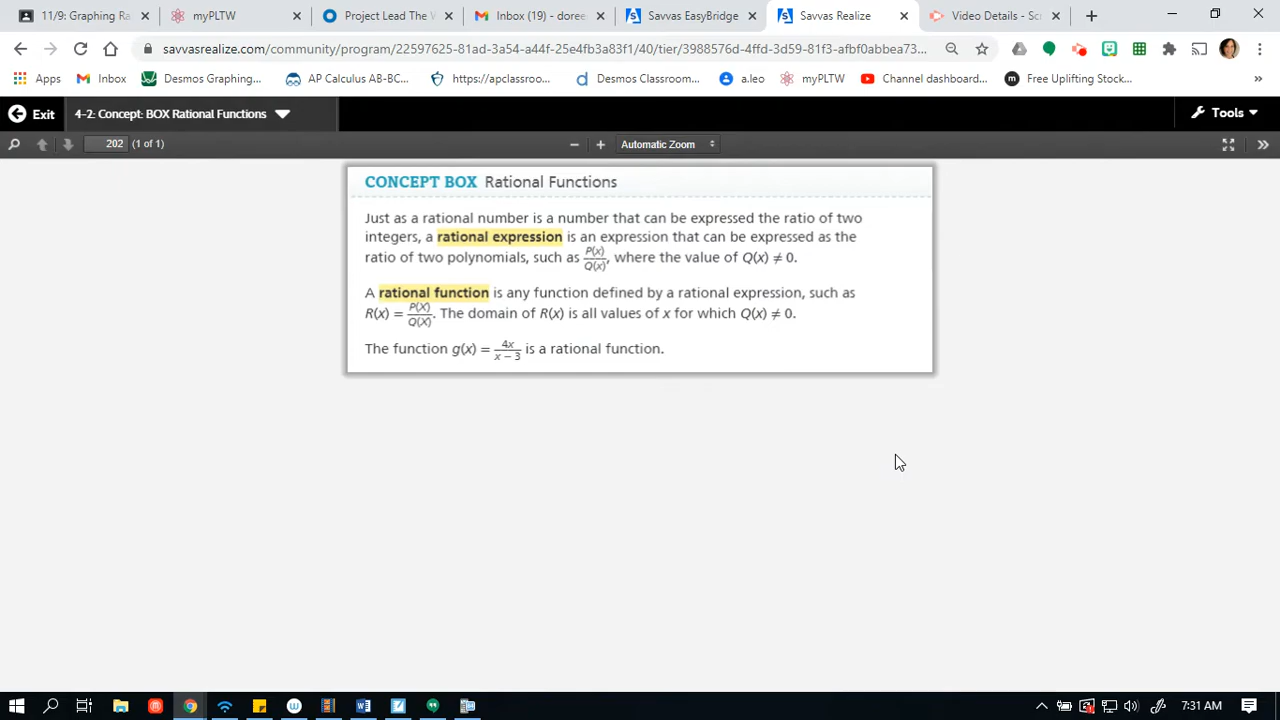 11/9: Graphing Ra
myPLTW
Project Lead The W
Inbox (19) - doree
Savvas EasyBridge
Savvas Realize
Video Details - Scr
savvasrealize.com/community/program/22597625-81ad-3a54-a44f-25e4fb3a83f1/40/tier/3988576d-4ffd-3d59-81f3-afbf0abbea73...
Apps
Inbox
Desmos Graphing...
AP Calculus AB-BC...
https://apclassroo...
Desmos Classroom...
a.leo
myPLTW
Channel dashboard...
Free Uplifting Stock...
»
Exit
4-2: Concept: BOX Rational Functions
Tools
202 (1 of 1)
Automatic Zoom
CONCEPT BOX Rational Functions
Just as a rational number is a number that can be expressed the ratio of two
integers, a rational expression is an expression that can be expressed as the
ratio of two polynomials, such as P(x)/Q(x), where the value of Q(x) ≠ 0.
A rational function is any function defined by a rational expression, such as
R(x) = P(X)/Q(X). The domain of R(x) is all values of x for which Q(x) ≠ 0.
The function g(x) = 4x/x − 3 is a rational function.
7:31 AM